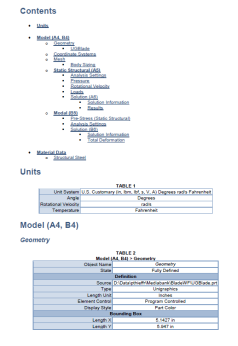 Contents
Units
Model (A4, B4)
Geometry
UGBlade
Coordinate Systems
Mesh
Body Sizing
Static Structural (A5)
Analysis Settings
Pressure
Rotational Velocity
Loads
Solution (A6)
Solution Information
Results
Modal (B5)
Pre-Stress (Static Structural)
Analysis Settings
Solution (B6)
Solution Information
Total Deformation
Material Data
Structural Steel
Units
TABLE 1
Unit System U.S. Customary (in, lbm, lbf, s, V, A) Degrees rad/s Fahrenheit
Angle Degrees
Rotational Velocity rad/s
Temperature Fahrenheit
Model (A4, B4)
Geometry
TABLE 2
Model (A4, B4) > Geometry
Object Name Geometry
State Fully Defined
Definition
Source
Type Unigraphics
Length Unit Inches
Element Control Program Controlled
Display Style Part Color
Bounding Box
Length X 5.1427 in
Length Y 5.947 in